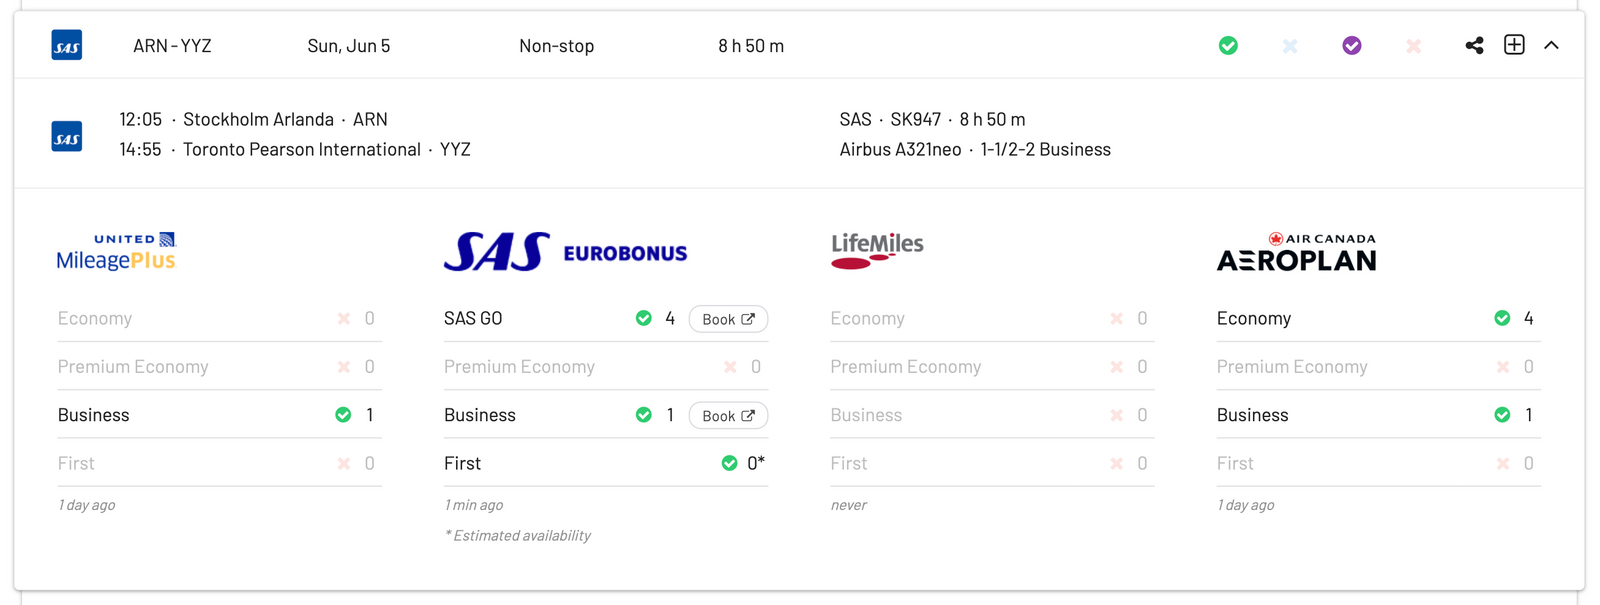 SAS ARN-YYZ Sun, Jun 5 Non-stop 8 h 50 m
SAS 12:05 · Stockholm Arlanda · ARN SAS · SK947 · 8 h 50 m
14:55 · Toronto Pearson International · YYZ Airbus A321neo · 1-1/2-2 Business
UNITED
MileagePlus
Economy 0
Premium Economy 0
Business 1
First 0
1 day ago
SAS EUROBONUS
SAS GO 4 Book
Premium Economy 0
Business 1 Book
First 0*
1 min ago
* Estimated availability
LifeMiles
Economy 0
Premium Economy 0
Business 0
First 0
never
AIR CANADA
AEROPLAN
Economy 4
Premium Economy 0
Business 1
First 0
1 day ago